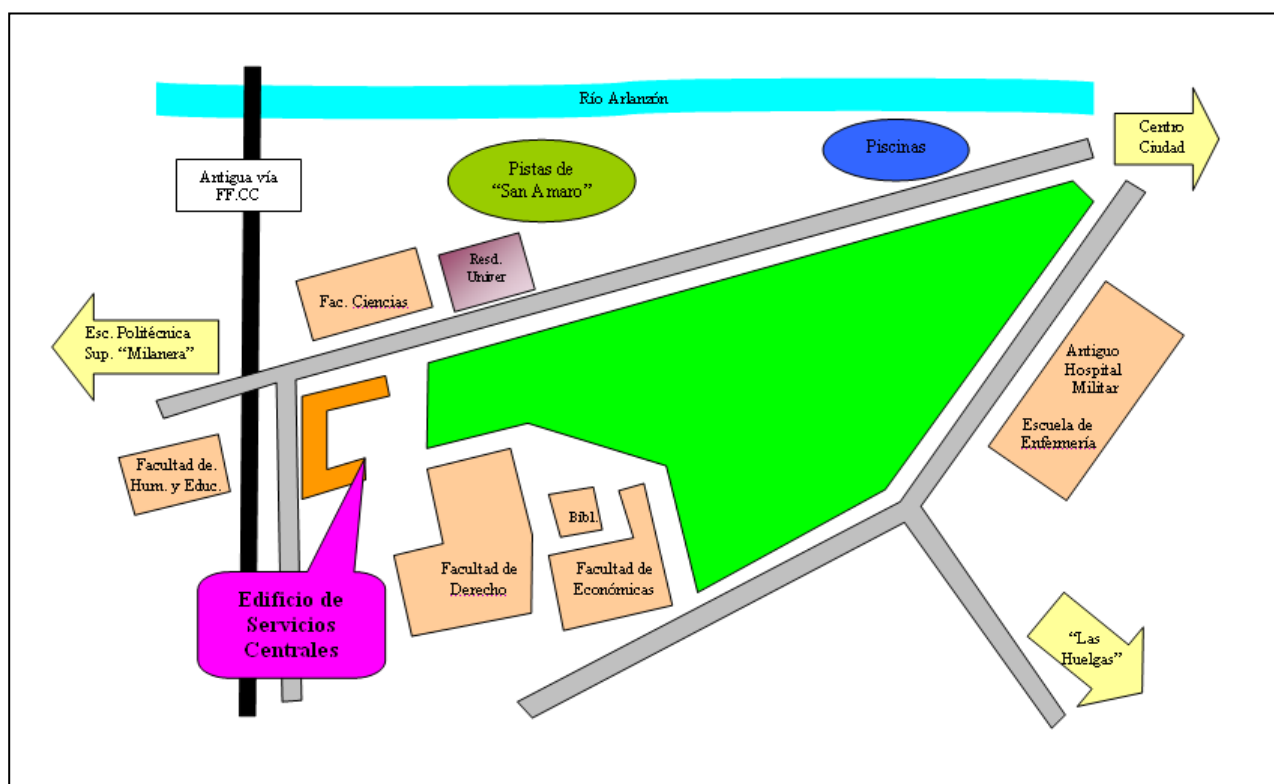 Río Arlanzón
Centro
Ciudad
Piscinas
Pistas de
“San Amaro”
Antigua vía
FF.CC
Resd.
Univer
Fac. Ciencias
Esc. Politécnica
Sup. “Milanera”
Antiguo
Hospital
Militar
Escuela de
Enfermería
Facultad de.
Hum. y Educ.
Bibl.
Facultad de
Derecho
Facultad de
Económicas
Edificio de
Servicios
Centrales
“Las
Huelgas”